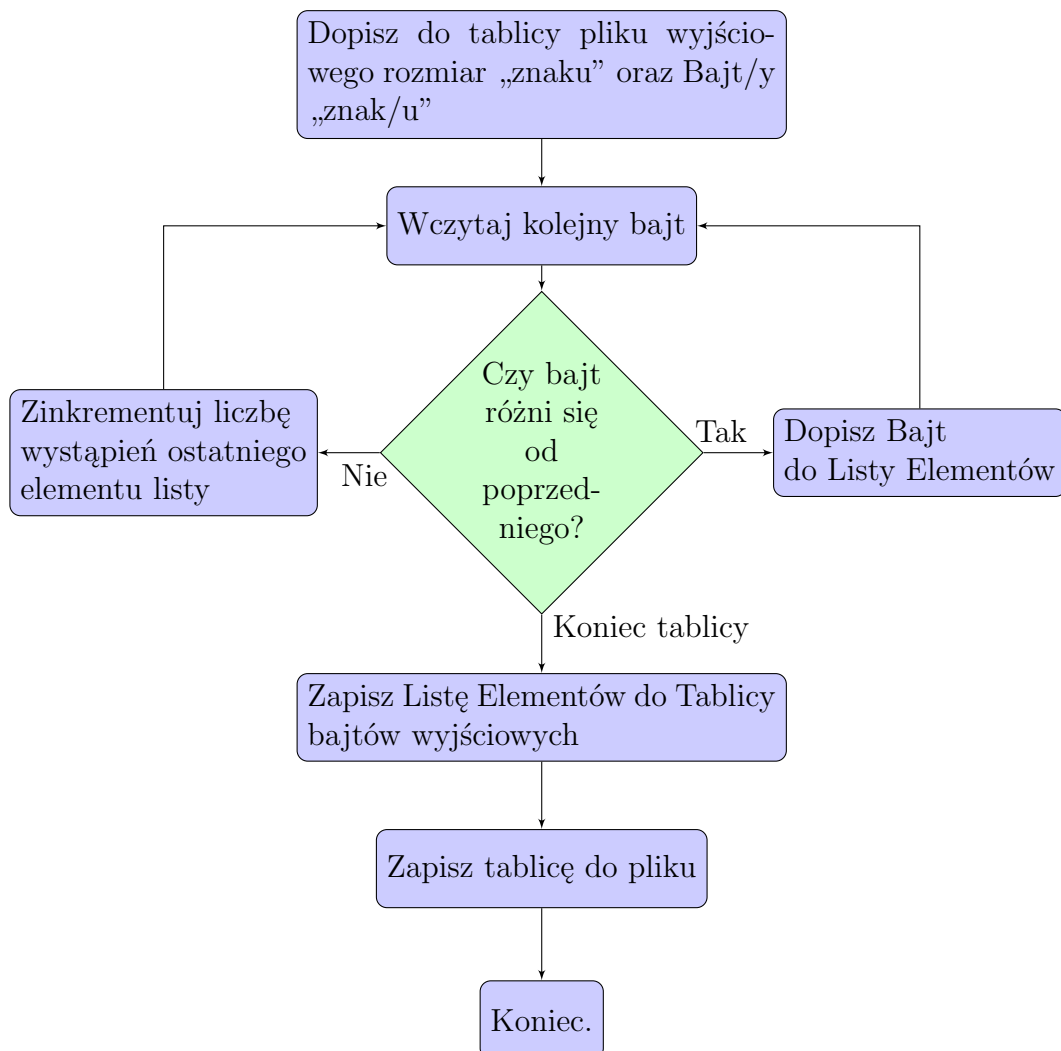 Dopisz do tablicy pliku wyjścio-
wego rozmiar „znaku” oraz Bajt/y
„znak/u”
Wczytaj kolejny bajt
Czy bajt
różni się
od
poprzed-
niego?
Zinkrementuj liczbę
wystąpień ostatniego
elementu listy
Nie
Tak
Dopisz Bajt
do Listy Elementów
Koniec tablicy
Zapisz Listę Elementów do Tablicy
bajtów wyjściowych
Zapisz tablicę do pliku
Koniec.